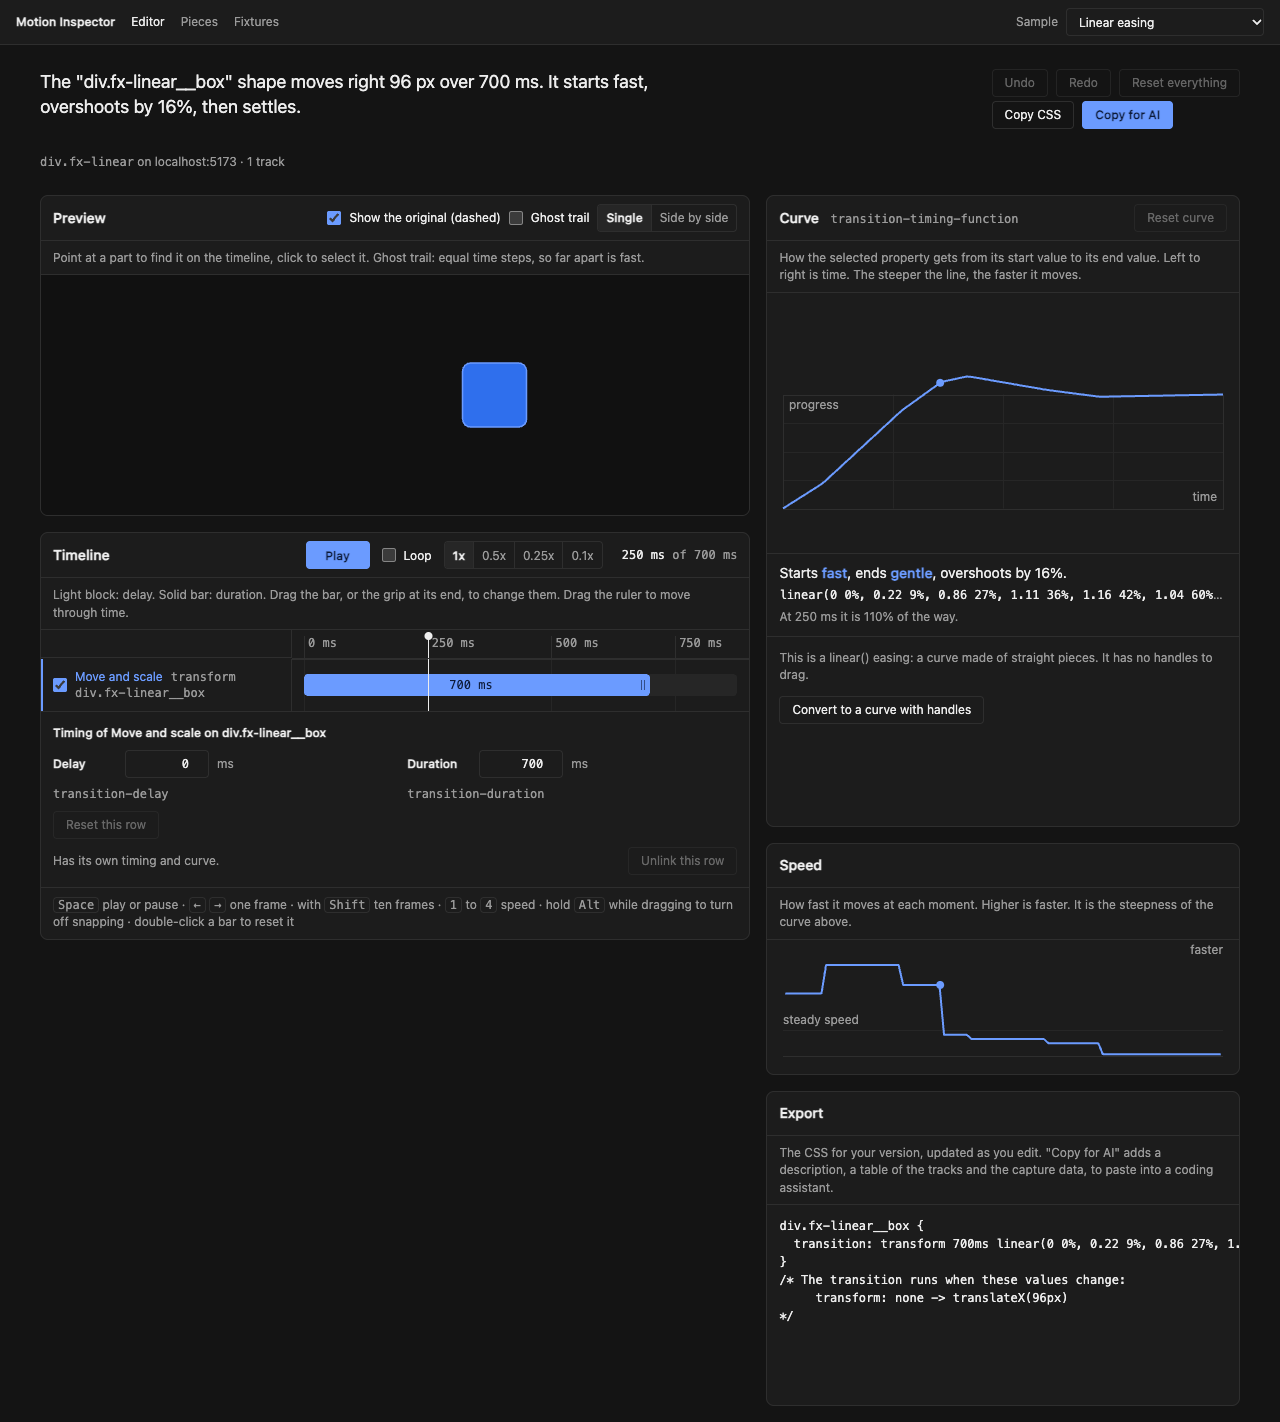 Motion Inspector Editor Pieces Fixtures
Sample Linear easing
The "div.fx-linear__box" shape moves right 96 px over 700 ms. It starts fast,
overshoots by 16%, then settles.
Undo Redo Reset everything
Copy CSS Copy for AI
div.fx-linear on localhost:5173 · 1 track
Preview
Show the original (dashed) Ghost trail Single Side by side
Point at a part to find it on the timeline, click to select it. Ghost trail: equal time steps, so far apart is fast.
Timeline
Play Loop 1x 0.5x 0.25x 0.1x 250 ms of 700 ms
Light block: delay. Solid bar: duration. Drag the bar, or the grip at its end, to change them. Drag the ruler to move
through time.
0 ms 250 ms 500 ms 750 ms
Move and scale transform
div.fx-linear__box
700 ms
Timing of Move and scale on div.fx-linear__box
Delay 0 ms Duration 700 ms
transition-delay transition-duration
Reset this row
Has its own timing and curve. Unlink this row
Space play or pause · ← → one frame · with Shift ten frames · 1 to 4 speed · hold Alt while dragging to turn
off snapping · double-click a bar to reset it
Curve transition-timing-function Reset curve
How the selected property gets from its start value to its end value. Left to
right is time. The steeper the line, the faster it moves.
progress
time
Starts fast, ends gentle, overshoots by 16%.
linear(0 0%, 0.22 9%, 0.86 27%, 1.11 36%, 1.16 42%, 1.04 60%…
At 250 ms it is 110% of the way.
This is a linear() easing: a curve made of straight pieces. It has no handles to
drag.
Convert to a curve with handles
Speed
How fast it moves at each moment. Higher is faster. It is the steepness of the
curve above.
faster
steady speed
Export
The CSS for your version, updated as you edit. "Copy for AI" adds a
description, a table of the tracks and the capture data, to paste into a coding
assistant.
div.fx-linear__box {
transition: transform 700ms linear(0 0%, 0.22 9%, 0.86 27%, 1.
}
/* The transition runs when these values change:
transform: none -> translateX(96px)
*/